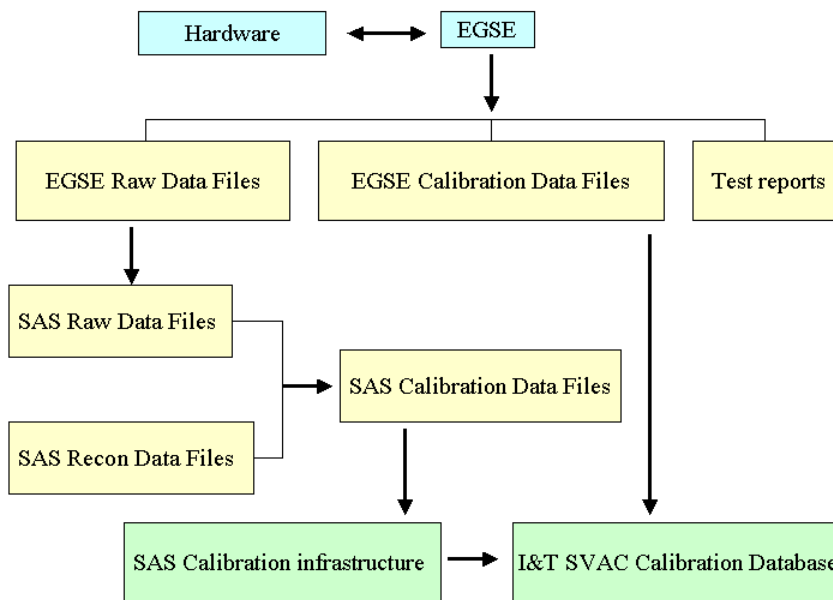 Hardware
EGSE
EGSE Raw Data Files
EGSE Calibration Data Files
Test reports
SAS Raw Data Files
SAS Calibration Data Files
SAS Recon Data Files
SAS Calibration infrastructure
I&T SVAC Calibration Database